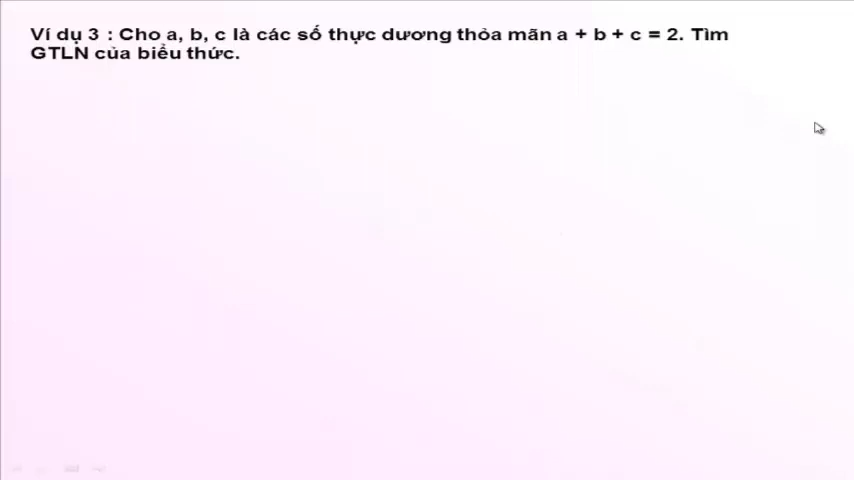 Ví dụ 3 : Cho a, b, c là các số thực dương thỏa mãn a + b + c = 2. Tìm
GTLN của biểu thức.